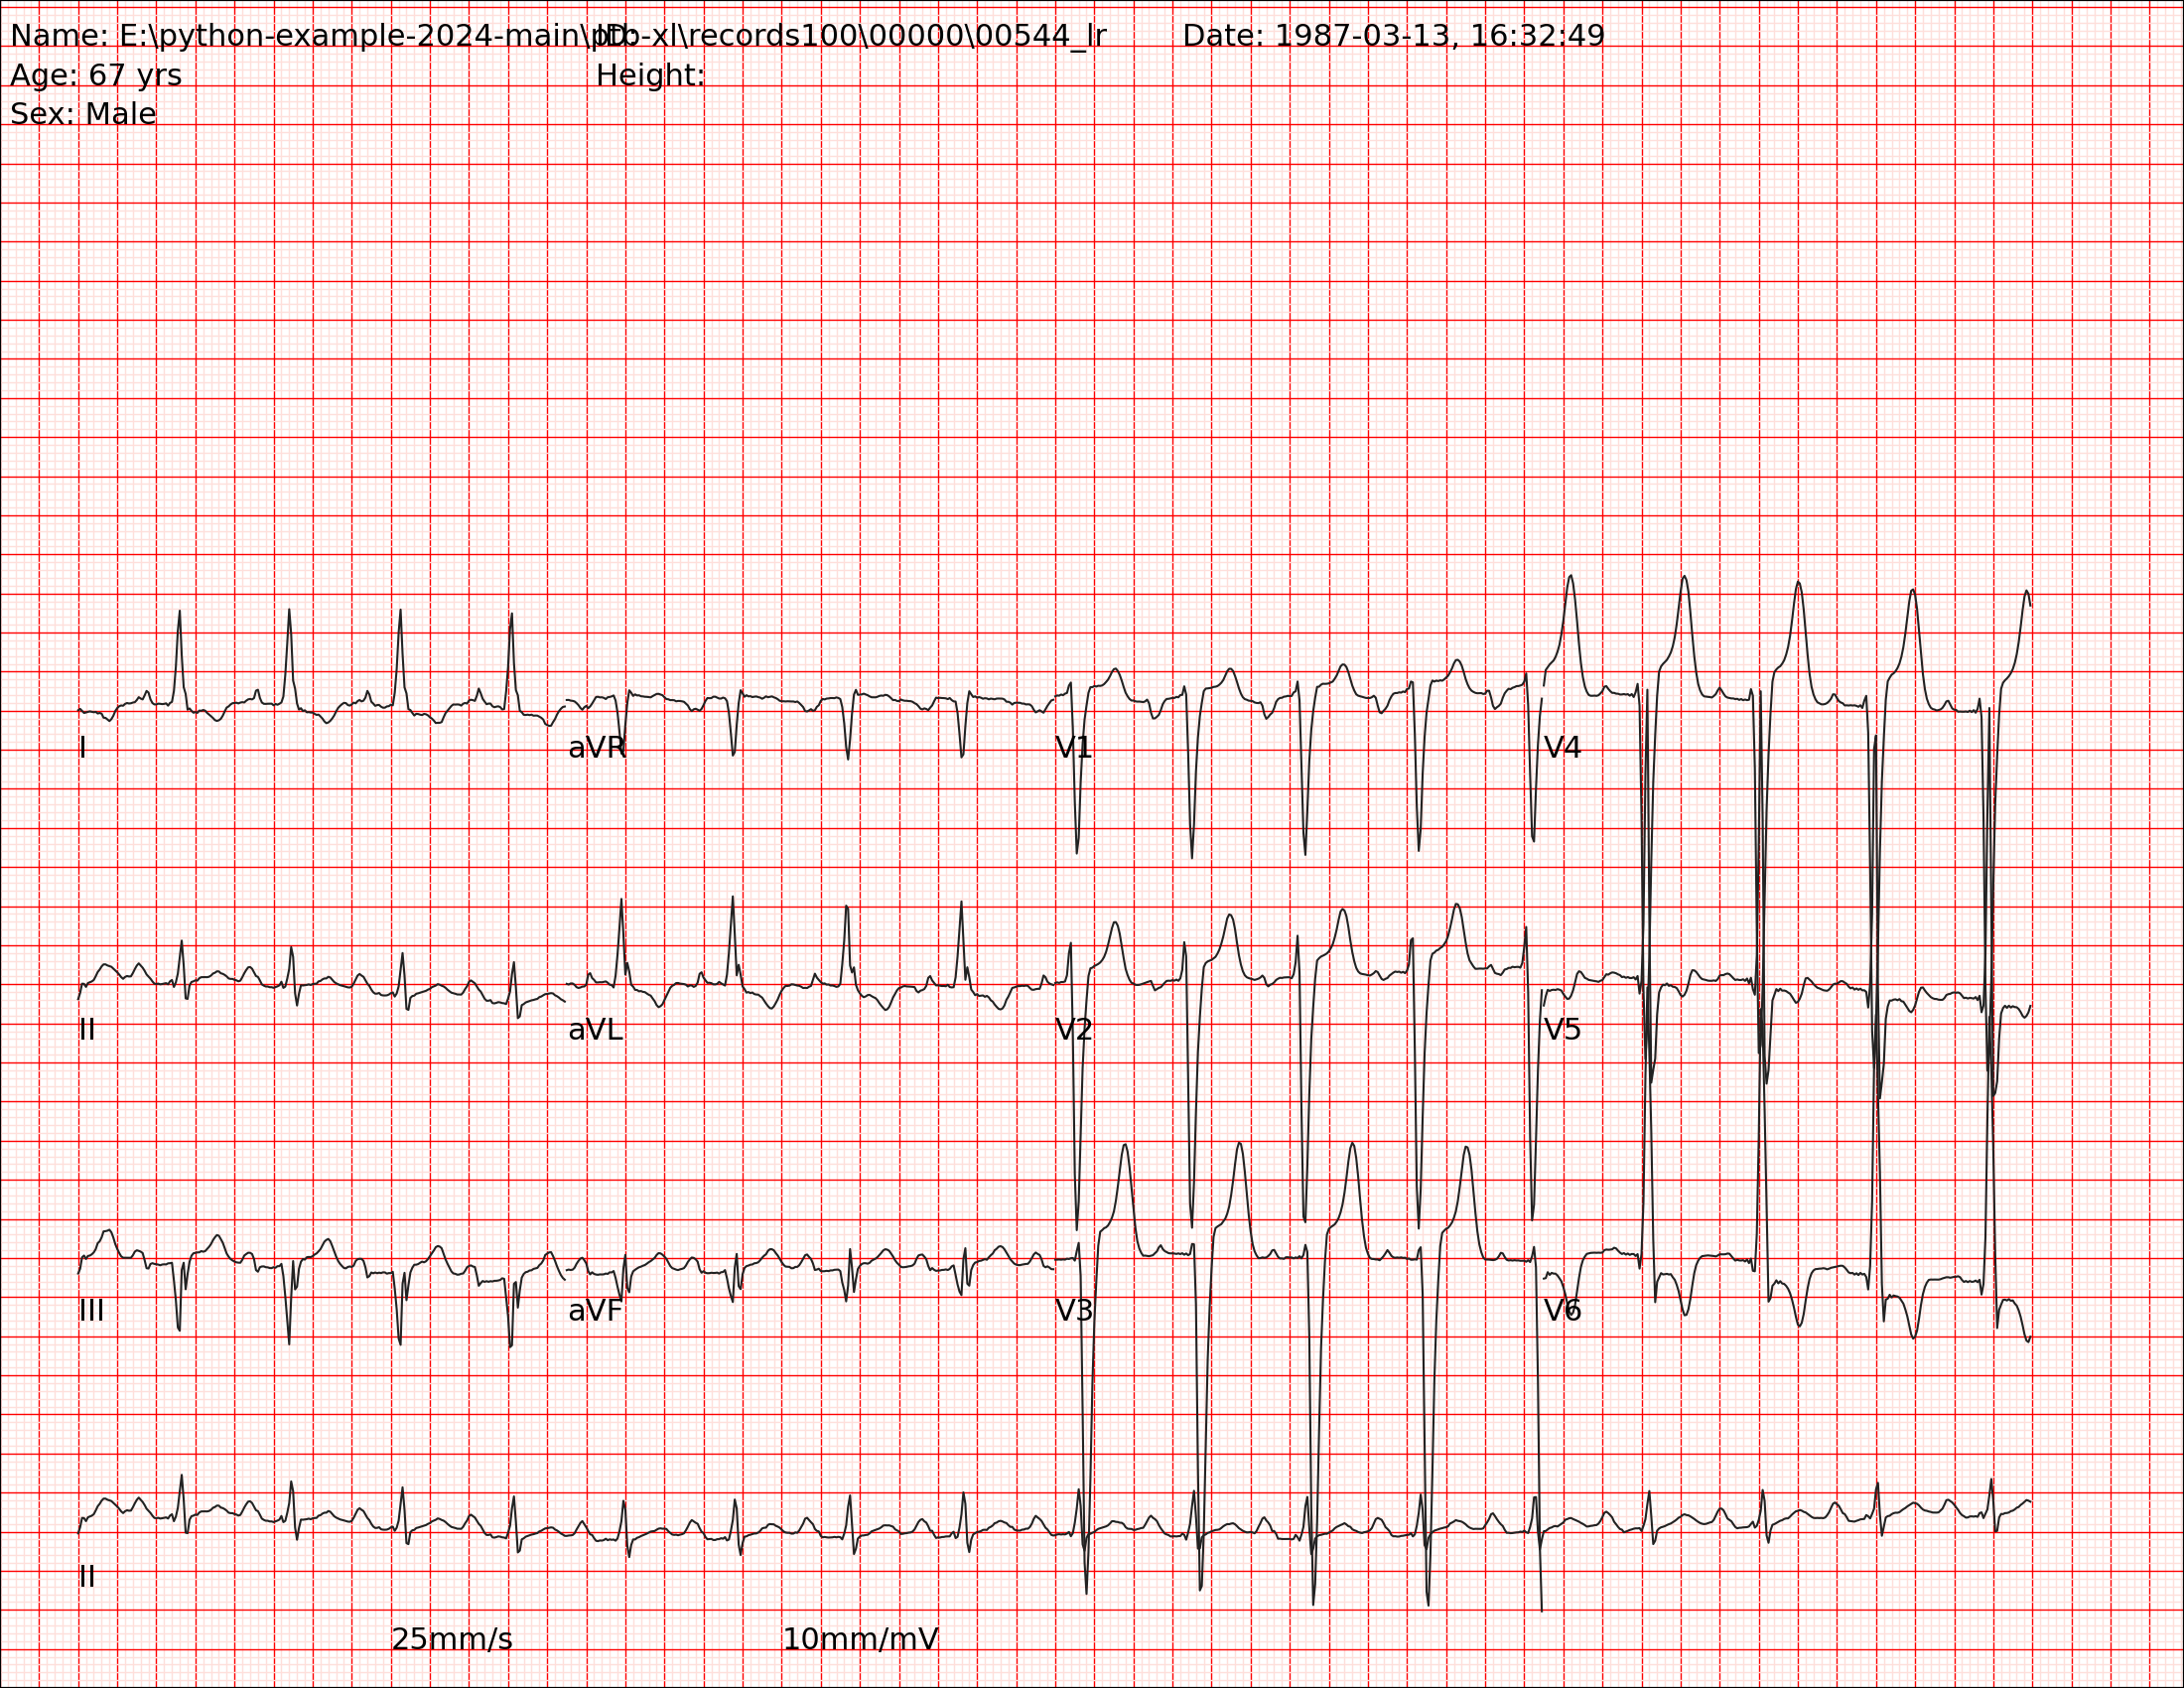 Name: E:\python-example-2024-main\ptb-xl\records100\00000\00544_lr ID: Date: 1987-03-13, 16:32:49
Age: 67 yrs Height:
Sex: Male
I aVR V1 V4
II aVL V2 V5
III aVF V3 V6
II
25mm/s 10mm/mV